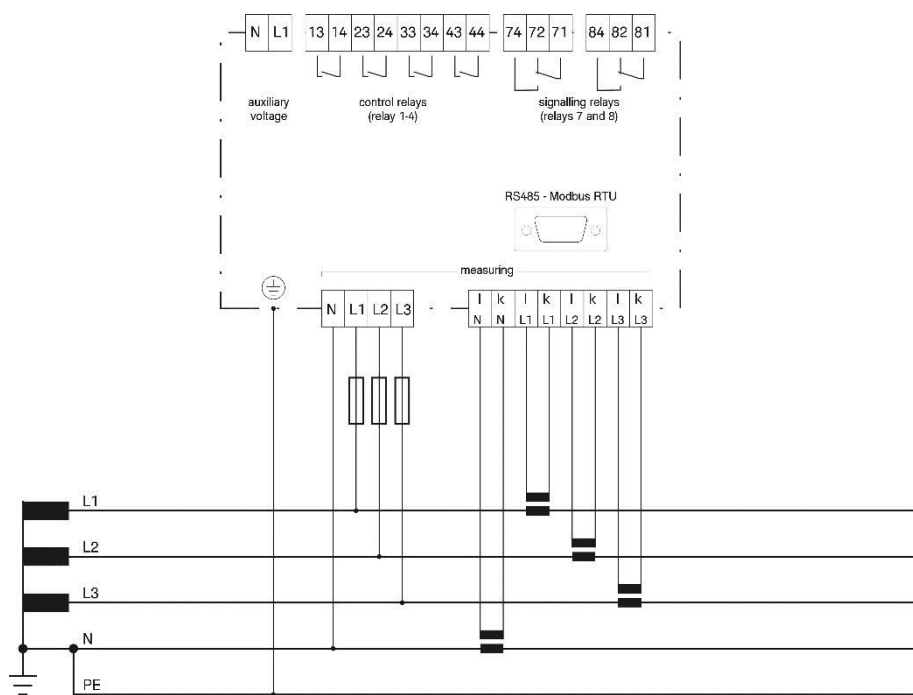 N L1 13 14 23 24 33 34 43 44 74 72 71 84 82 81
auxiliary
voltage
control relays
(relay 1-4)
signalling relays
(relays 7 and 8)
RS485 - Modbus RTU
measuring
N L1 L2 L3
l k l k l k l k
N N L1 L1 L2 L2 L3 L3
L1
L2
L3
N
PE